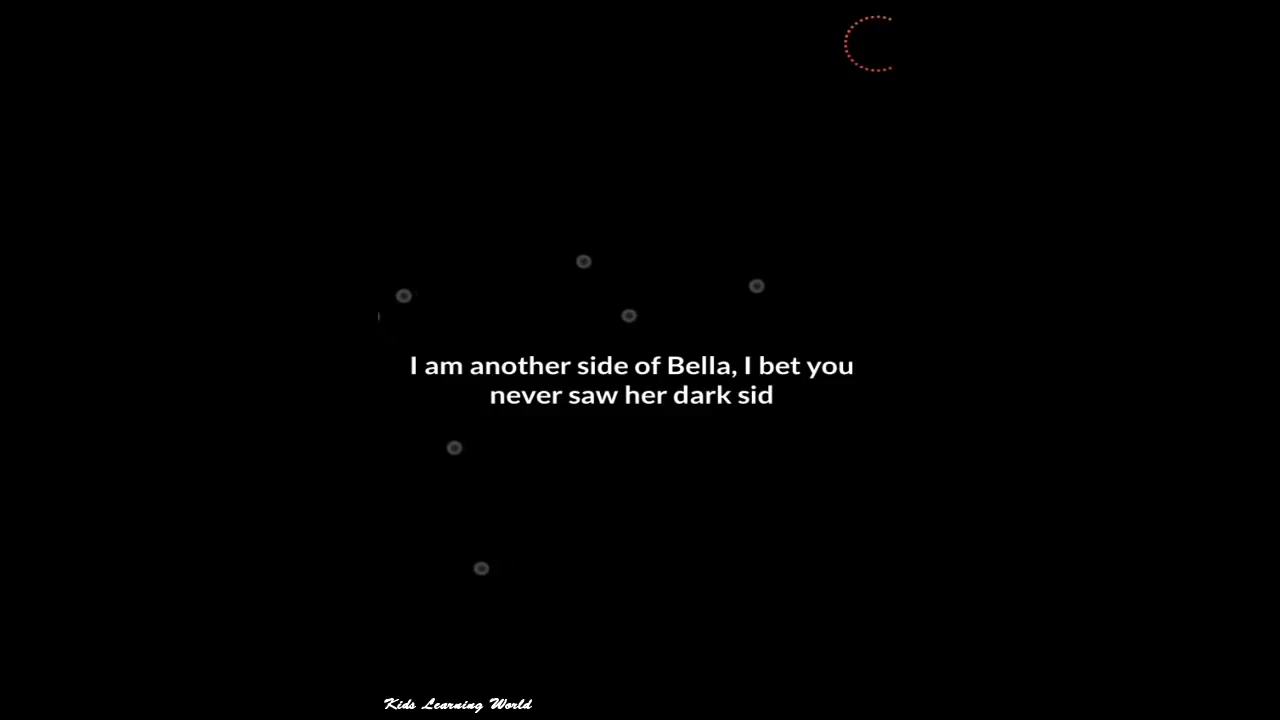 I am another side of Bella, I bet you
never saw her dark sid
Kids Learning World